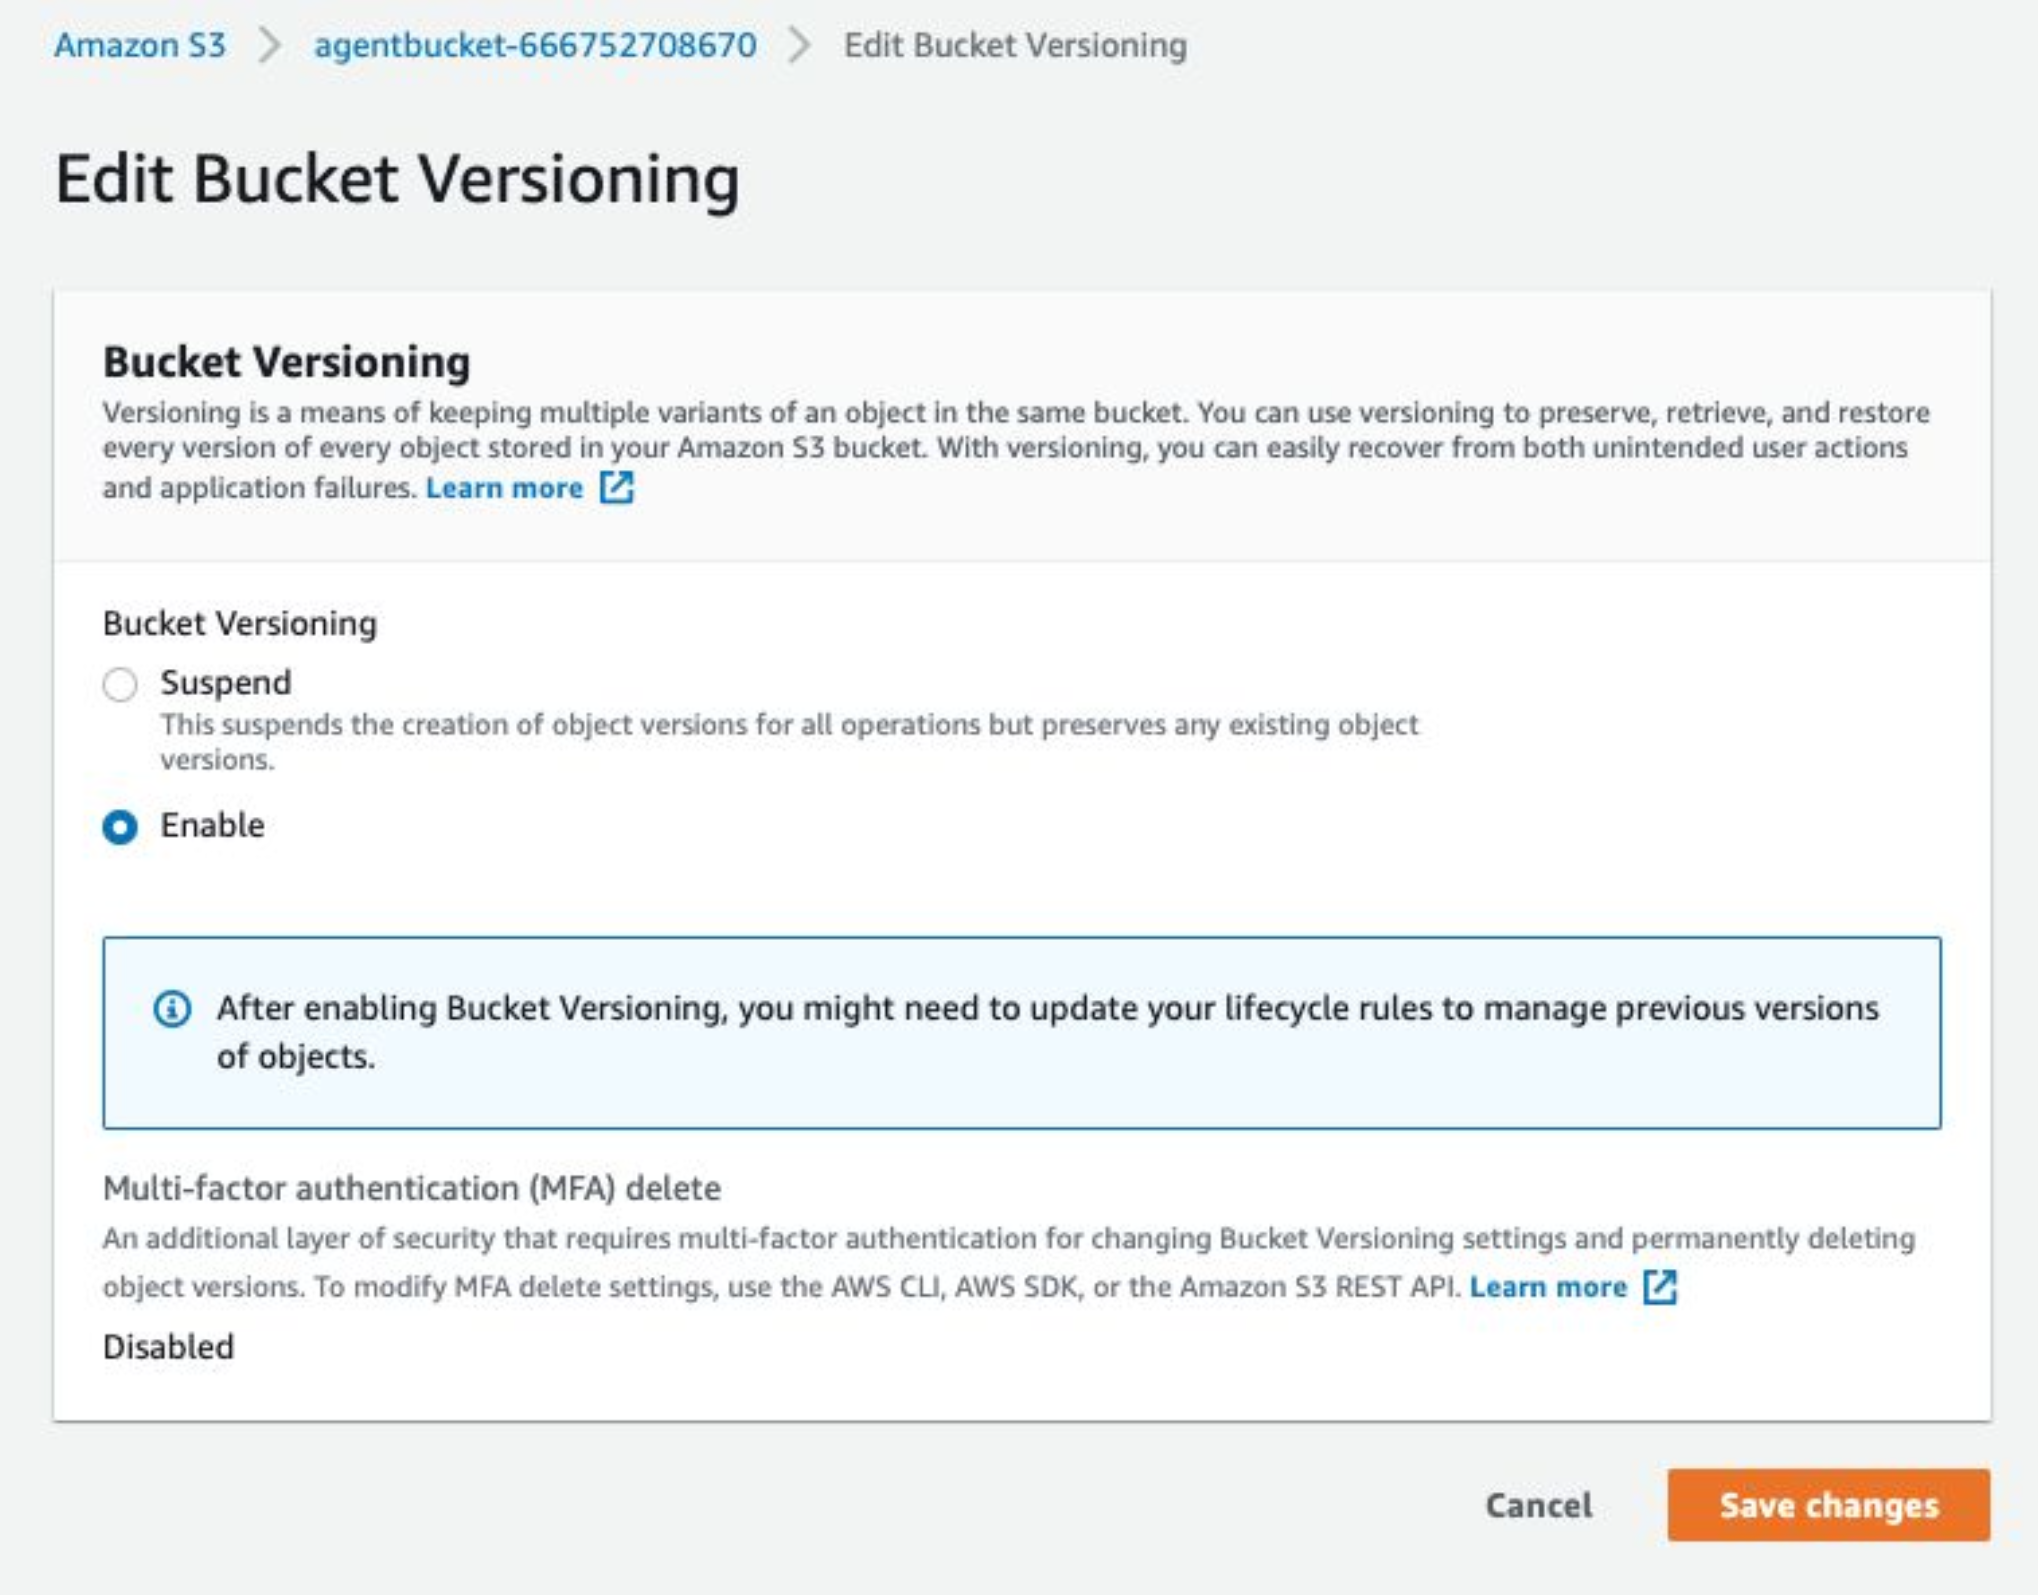 Amazon S3 > agentbucket-666752708670 > Edit Bucket Versioning
Edit Bucket Versioning
Bucket Versioning
Versioning is a means of keeping multiple variants of an object in the same bucket. You can use versioning to preserve, retrieve, and restore
every version of every object stored in your Amazon S3 bucket. With versioning, you can easily recover from both unintended user actions
and application failures. Learn more
Bucket Versioning
Suspend
This suspends the creation of object versions for all operations but preserves any existing object
versions.
Enable
After enabling Bucket Versioning, you might need to update your lifecycle rules to manage previous versions
of objects.
Multi-factor authentication (MFA) delete
An additional layer of security that requires multi-factor authentication for changing Bucket Versioning settings and permanently deleting
object versions. To modify MFA delete settings, use the AWS CLI, AWS SDK, or the Amazon S3 REST API. Learn more
Disabled
Cancel
Save changes